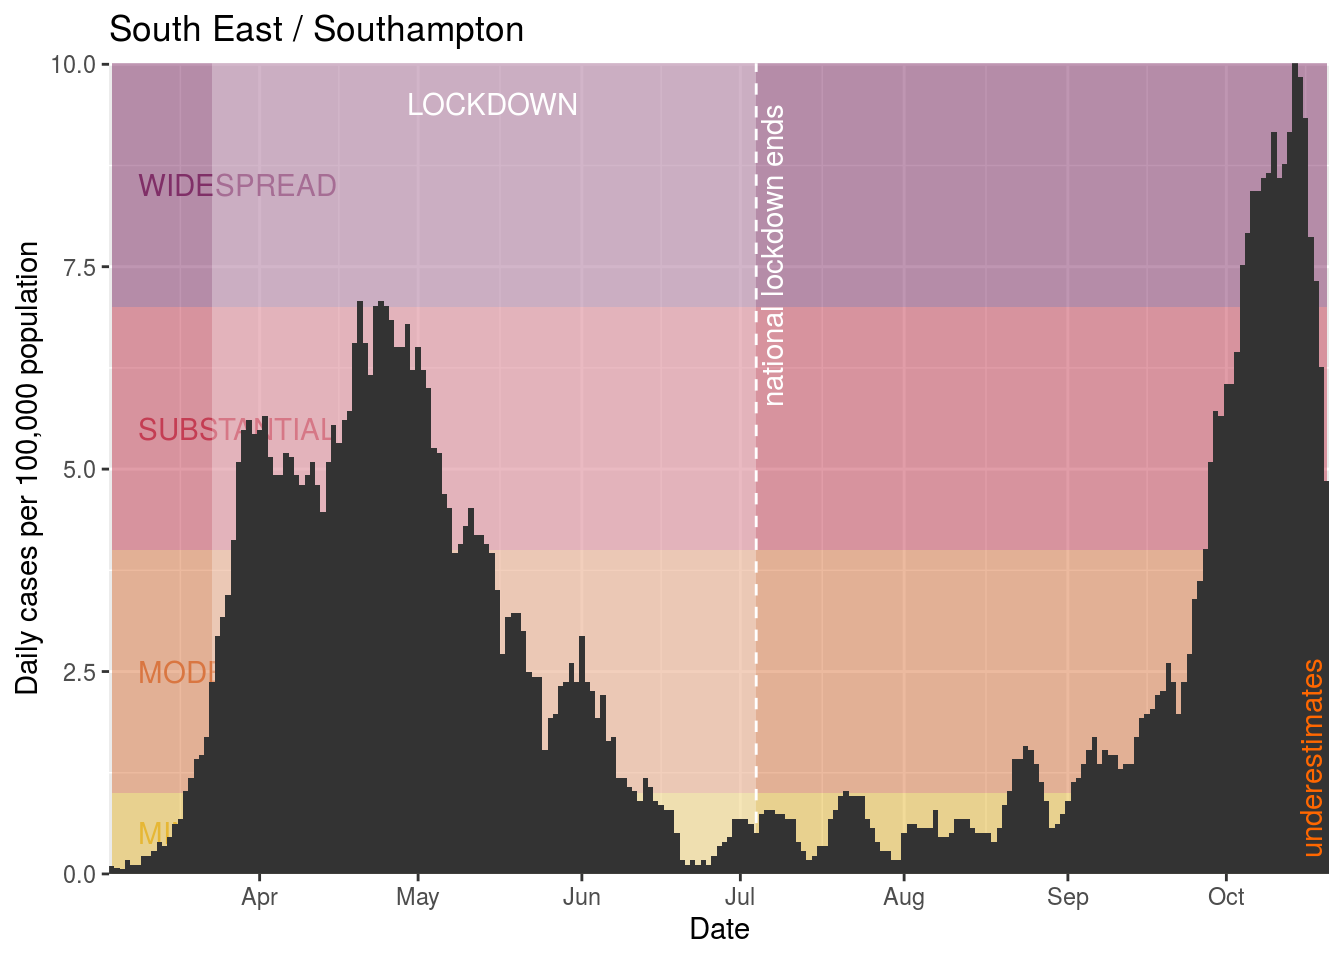 South East / Southampton
Daily cases per 100,000 population
10.0
7.5
5.0
2.5
0.0
LOCKDOWN
WIDESPREAD
SUBSTANTIAL
national lockdown ends
underestimates
Apr
May
Jun
Jul
Aug
Sep
Oct
Date